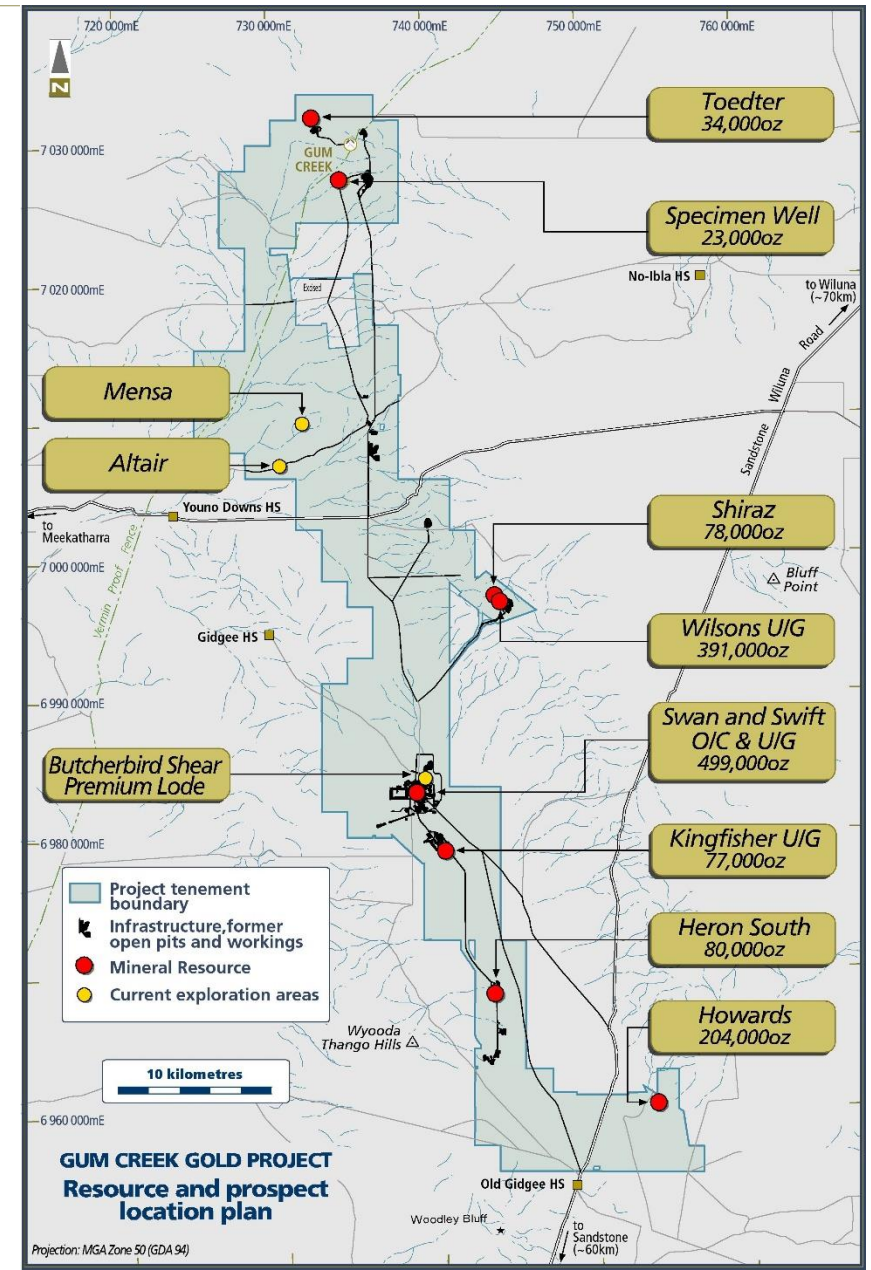 720 000mE
730 000mE
740 000mE
750 000mE
760 000mE
N
Toedter
34,000oz
7 030 000mE
GUM
CREEK
Specimen Well
23,000oz
No-Ibla HS
to Wiluna
(~70km)
7 020 000mE
Excised
Road
Wiluna
Sandstone
Mensa
Altair
Youno Downs HS
to
Meekatharra
Shiraz
78,000oz
Vermin Proof Fence
7 000 000mE
Bluff
Point
Gidgee HS
Wilsons U/G
391,000oz
6 990 000mE
Swan and Swift
O/C & U/G
499,000oz
Butcherbird Shear
Premium Lode
Kingfisher U/G
77,000oz
6 980 000mE
Project tenement
boundary
Infrastructure,former
open pits and workings
Mineral Resource
Current exploration areas
Heron South
80,000oz
Howards
204,000oz
Wyooda
Thango Hills
10 kilometres
6 960 000mE
GUM CREEK GOLD PROJECT
Resource and prospect
location plan
Old Gidgee HS
Woodley Bluff
to
Sandstone
(~60km)
Projection: MGA Zone 50 (GDA 94)